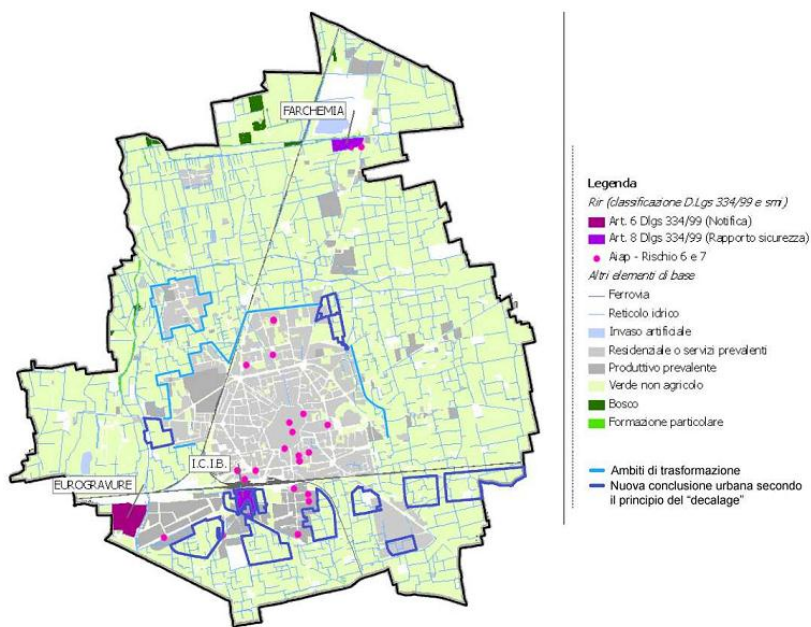 FARCHEMIA
I.C.I.B.
EUROGRAVURE
Legenda
Rir (classificazione D.Lgs 334/99 e smi)
Art. 6 Dlgs 334/99 (Notifica)
Art. 8 Dlgs 334/99 (Rapporto sicurezza)
Aiap - Rischio 6 e 7
Altri elementi di base
Ferrovia
Reticolo idrico
Invaso artificiale
Residenziale o servizi prevalenti
Produttivo prevalente
Verde non agricolo
Bosco
Formazione particolare
Ambiti di trasformazione
Nuova conclusione urbana secondo
il principio del “decalage”